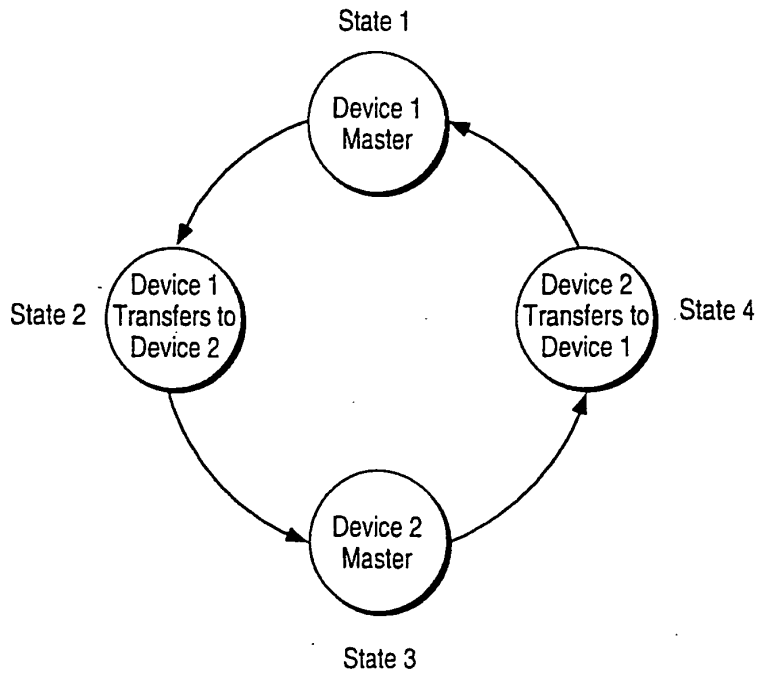 State 1
Device 1
Master
State 2
Device 1
Transfers to
Device 2
Device 2
Transfers to
Device 1
State 4
Device 2
Master
State 3